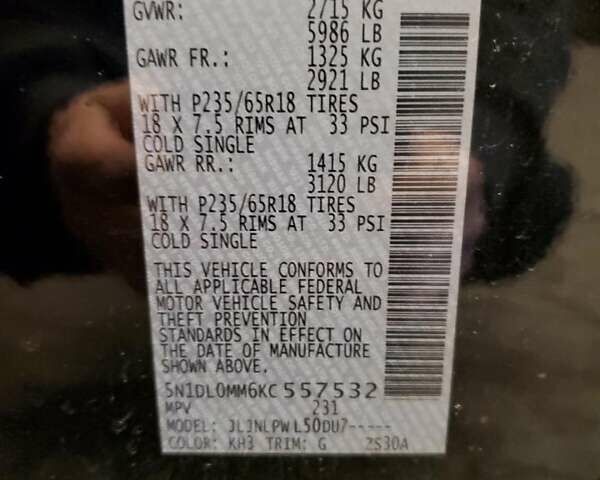 GVWR: 2715 KG
5986 LB
GAWR FR.: 1325 KG
2921 LB
WITH P235/65R18 TIRES
18 X 7.5 RIMS AT 33 PSI
COLD SINGLE
GAWR RR.: 1415 KG
3120 LB
WITH P235/65R18 TIRES
18 X 7.5 RIMS AT 33 PSI
COLD SINGLE
THIS VEHICLE CONFORMS TO
ALL APPLICABLE FEDERAL
MOTOR VEHICLE SAFETY AND
THEFT PREVENTION
STANDARDS IN EFFECT ON
THE DATE OF MANUFACTURE
SHOWN ABOVE.
5N1DL0MM6KC557532
MPV 231
MODEL: JLJNLPWL50DU7-----
COLOR: KH3 TRIM: G ZS30A